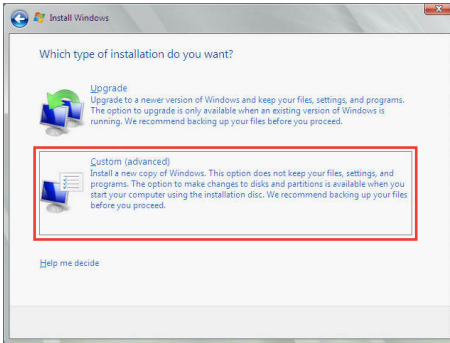 Install Windows
Which type of installation do you want?
Upgrade
Upgrade to a newer version of Windows and keep your files, settings, and programs.
The option to upgrade is only available when an existing version of Windows is
running. We recommend backing up your files before you proceed.
Custom (advanced)
Install a new copy of Windows. This option does not keep your files, settings, and
programs. The option to make changes to disks and partitions is available when you
start your computer using the installation disc. We recommend backing up your files
before you proceed.
Help me decide